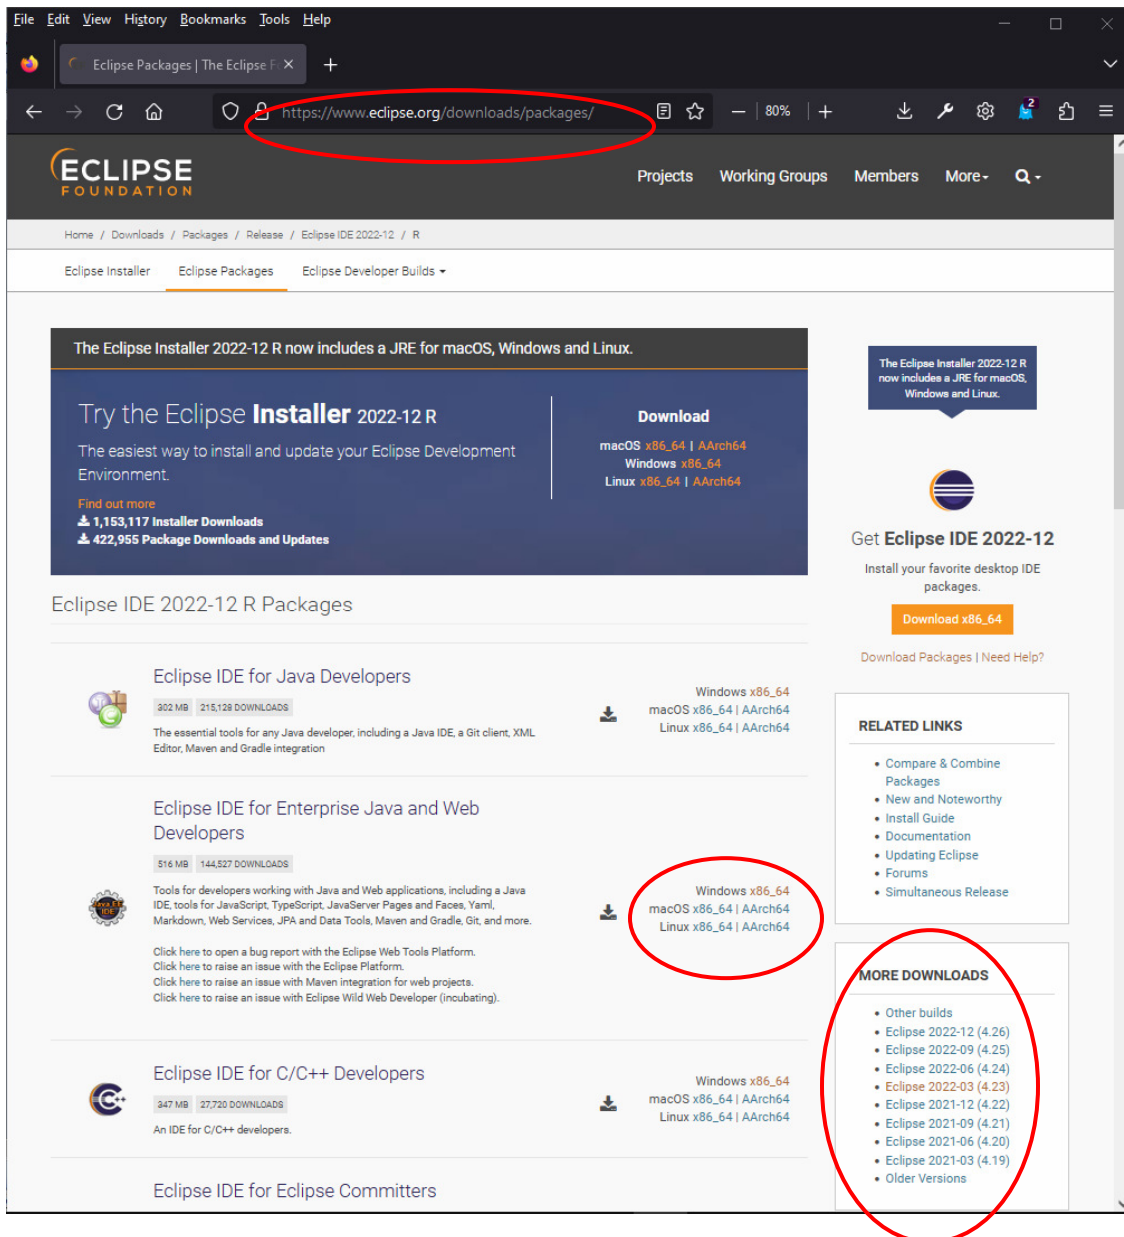 File Edit View History Bookmarks Tools Help
Eclipse Packages | The Eclipse Fo
https://www.eclipse.org/downloads/packages/
80%
2
ECLIPSE
FOUNDATION
Projects Working Groups Members More
Home / Downloads / Packages / Release / Eclipse IDE 2022-12 / R
Eclipse Installer Eclipse Packages Eclipse Developer Builds
The Eclipse Installer 2022-12 R now includes a JRE for macOS, Windows and Linux.
Try the Eclipse Installer 2022-12 R
The easiest way to install and update your Eclipse Development
Environment.
Find out more
1,153,117 Installer Downloads
422,955 Package Downloads and Updates
Download
macOS x86_64 | AArch64
Windows x86_64
Linux x86_64 | AArch64
The Eclipse Installer 2022-12 R
now includes a JRE for macOS,
Windows and Linux.
Get Eclipse IDE 2022-12
Install your favorite desktop IDE
packages.
Download x86_64
Download Packages | Need Help?
Eclipse IDE 2022-12 R Packages
Eclipse IDE for Java Developers
302 MB 215,128 DOWNLOADS
The essential tools for any Java developer, including a Java IDE, a Git client, XML
Editor, Maven and Gradle integration
Windows x86_64
macOS x86_64 | AArch64
Linux x86_64 | AArch64
Eclipse IDE for Enterprise Java and Web
Developers
516 MB 144,527 DOWNLOADS
Java EE
IDE
Tools for developers working with Java and Web applications, including a Java
IDE, tools for JavaScript, TypeScript, JavaServer Pages and Faces, Yaml,
Markdown, Web Services, JPA and Data Tools, Maven and Gradle, Git, and more.
Click here to open a bug report with the Eclipse Web Tools Platform.
Click here to raise an issue with the Eclipse Platform.
Click here to raise an issue with Maven integration for web projects.
Click here to raise an issue with Eclipse Wild Web Developer (incubating).
Windows x86_64
macOS x86_64 | AArch64
Linux x86_64 | AArch64
Eclipse IDE for C/C++ Developers
347 MB 27,720 DOWNLOADS
An IDE for C/C++ developers.
Windows x86_64
macOS x86_64 | AArch64
Linux x86_64 | AArch64
Eclipse IDE for Eclipse Committers
RELATED LINKS
Compare & Combine
Packages
New and Noteworthy
Install Guide
Documentation
Updating Eclipse
Forums
Simultaneous Release
MORE DOWNLOADS
Other builds
Eclipse 2022-12 (4.26)
Eclipse 2022-09 (4.25)
Eclipse 2022-06 (4.24)
Eclipse 2022-03 (4.23)
Eclipse 2021-12 (4.22)
Eclipse 2021-09 (4.21)
Eclipse 2021-06 (4.20)
Eclipse 2021-03 (4.19)
Older Versions